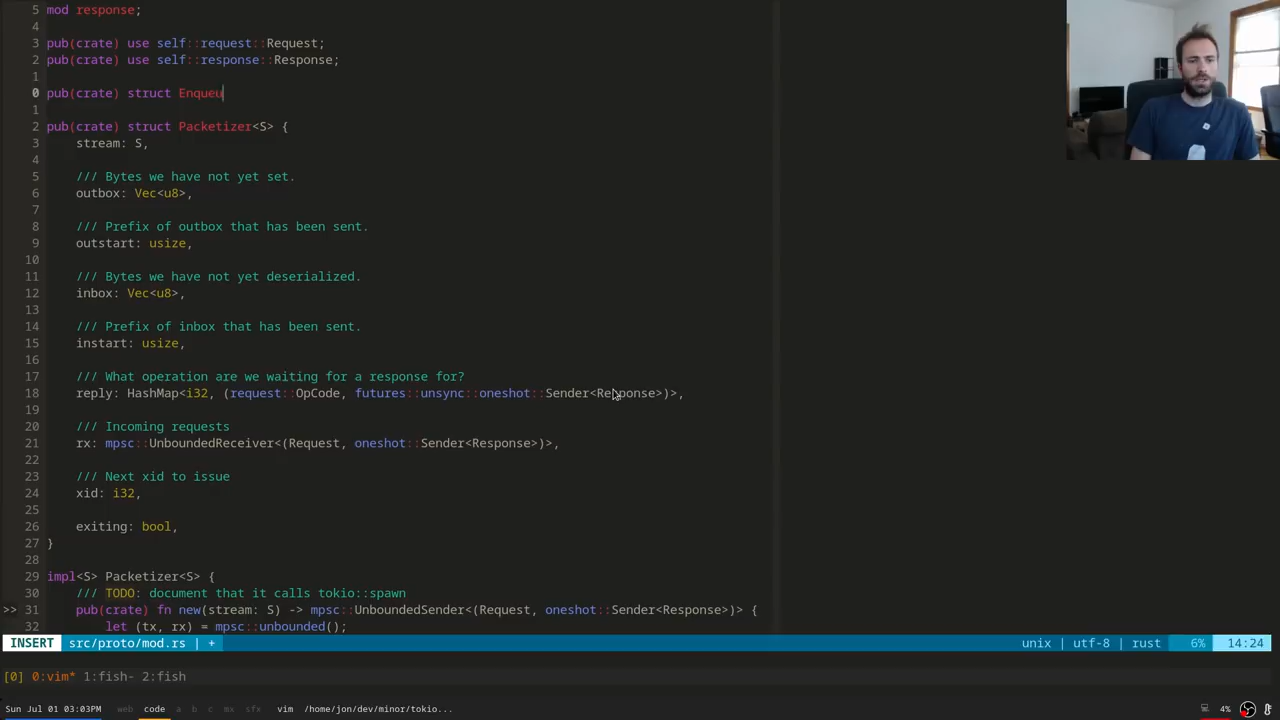 5 mod response;
4
3 pub(crate) use self::request::Request;
2 pub(crate) use self::response::Response;
1
0 pub(crate) struct Enqueu
1
2 pub(crate) struct Packetizer<S> {
3 stream: S,
4
5 /// Bytes we have not yet set.
6 outbox: Vec<u8>,
7
8 /// Prefix of outbox that has been sent.
9 outstart: usize,
10
11 /// Bytes we have not yet deserialized.
12 inbox: Vec<u8>,
13
14 /// Prefix of inbox that has been sent.
15 instart: usize,
16
17 /// What operation are we waiting for a response for?
18 reply: HashMap<i32, (request::OpCode, futures::unsync::oneshot::Sender<Response>)>,
19
20 /// Incoming requests
21 rx: mpsc::UnboundedReceiver<(Request, oneshot::Sender<Response>)>,
22
23 /// Next xid to issue
24 xid: i32,
25
26 exiting: bool,
27 }
28
29 impl<S> Packetizer<S> {
30 /// TODO: document that it calls tokio::spawn
>> 31 pub(crate) fn new(stream: S) -> mpsc::UnboundedSender<(Request, oneshot::Sender<Response>)> {
32 let (tx, rx) = mpsc::unbounded();
INSERT src/proto/mod.rs | + unix | utf-8 | rust 6% 14:24
[0] 0:vim* 1:fish- 2:fish
Sun Jul 01 03:03PM web code a b c mx sfx vim /home/jon/dev/minor/tokio... 4%